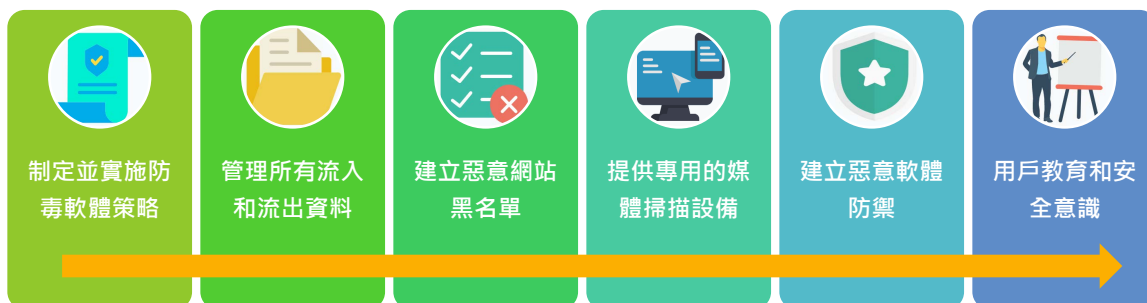 制定並實施防
毒軟體策略
管理所有流入
和流出資料
建立惡意網站
黑名單
提供專用的媒
體掃描設備
建立惡意軟體
防禦
用戶教育和安
全意識